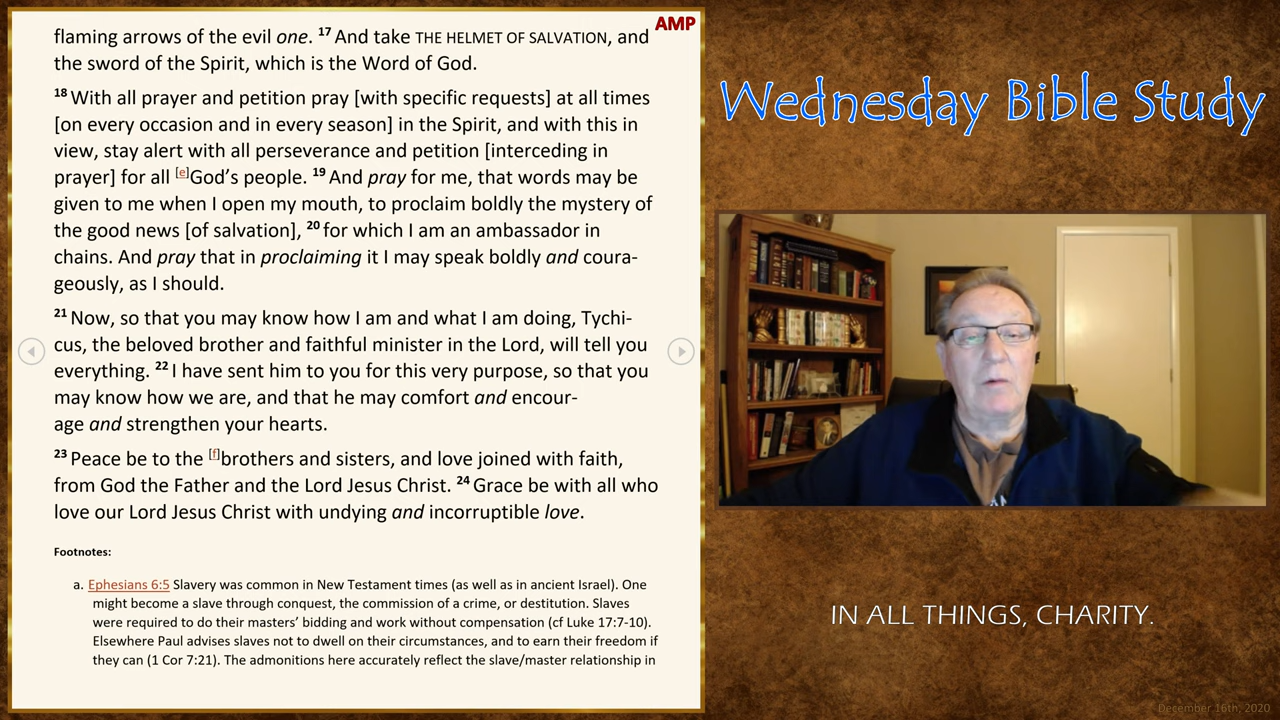 AMP
flaming arrows of the evil one. 17 And take THE HELMET OF SALVATION, and
the sword of the Spirit, which is the Word of God.
18 With all prayer and petition pray [with specific requests] at all times
[on every occasion and in every season] in the Spirit, and with this in
view, stay alert with all perseverance and petition [interceding in
prayer] for all [e]God's people. 19 And pray for me, that words may be
given to me when I open my mouth, to proclaim boldly the mystery of
the good news [of salvation], 20 for which I am an ambassador in
chains. And pray that in proclaiming it I may speak boldly and coura-
geously, as I should.
21 Now, so that you may know how I am and what I am doing, Tychi-
cus, the beloved brother and faithful minister in the Lord, will tell you
everything. 22 I have sent him to you for this very purpose, so that you
may know how we are, and that he may comfort and encour-
age and strengthen your hearts.
23 Peace be to the [f]brothers and sisters, and love joined with faith,
from God the Father and the Lord Jesus Christ. 24 Grace be with all who
love our Lord Jesus Christ with undying and incorruptible love.
Footnotes:
a. Ephesians 6:5 Slavery was common in New Testament times (as well as in ancient Israel). One
might become a slave through conquest, the commission of a crime, or destitution. Slaves
were required to do their masters' bidding and work without compensation (cf Luke 17:7-10).
Elsewhere Paul advises slaves not to dwell on their circumstances, and to earn their freedom if
they can (1 Cor 7:21). The admonitions here accurately reflect the slave/master relationship in
Wednesday Bible Study
IN ALL THINGS, CHARITY.
December 16th, 2020